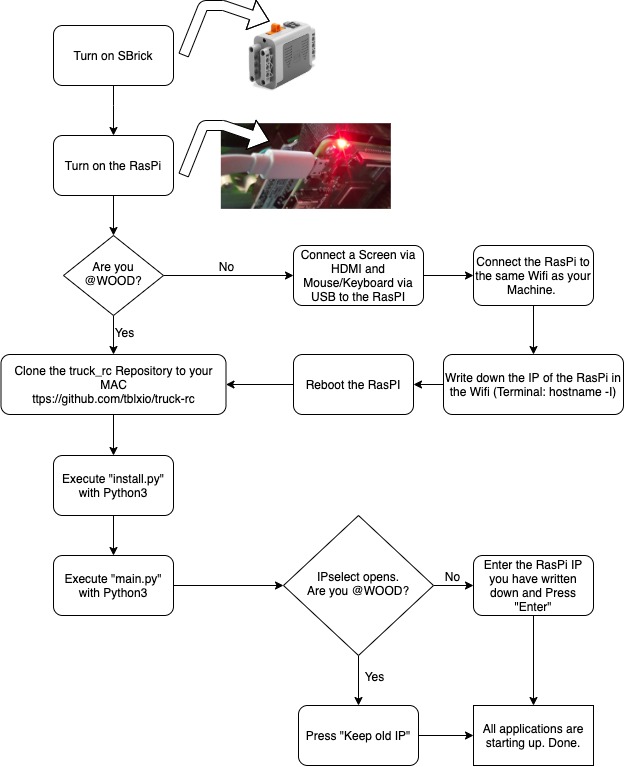 Turn on SBrick
Turn on the RasPi
Are you
@WOOD?
No
Connect a Screen via
HDMI and
Mouse/Keyboard via
USB to the RasPI
Connect the RasPi to
the same Wifi as your
Machine.
Yes
Clone the truck_rc Repository to your
MAC
ttps://github.com/tblxio/truck-rc
Reboot the RasPI
Write down the IP of the RasPi in
the Wifi (Terminal: hostname -I)
Execute "install.py"
with Python3
Execute "main.py"
with Python3
IPselect opens.
Are you @WOOD?
No
Enter the RasPi IP
you have written
down and Press
"Enter"
Yes
Press "Keep old IP"
All applications are
starting up. Done.